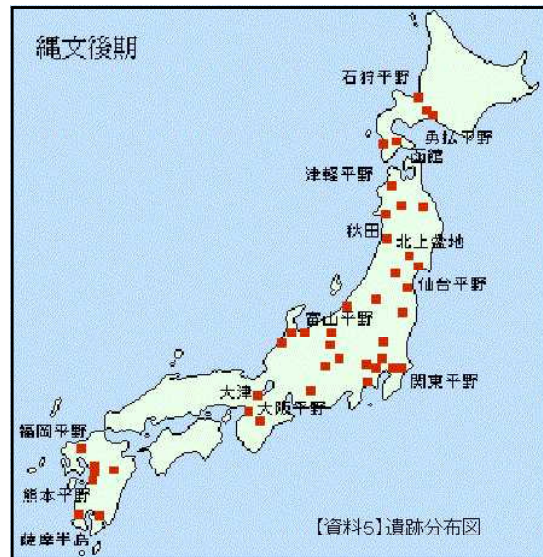 縄文後期
石狩平野
勇払平野
函館
津軽平野
秋田
北上盆地
仙台平野
富山平野
関東平野
大津
大阪平野
福岡平野
熊本平野
薩摩半島
【資料5】遺跡分布図